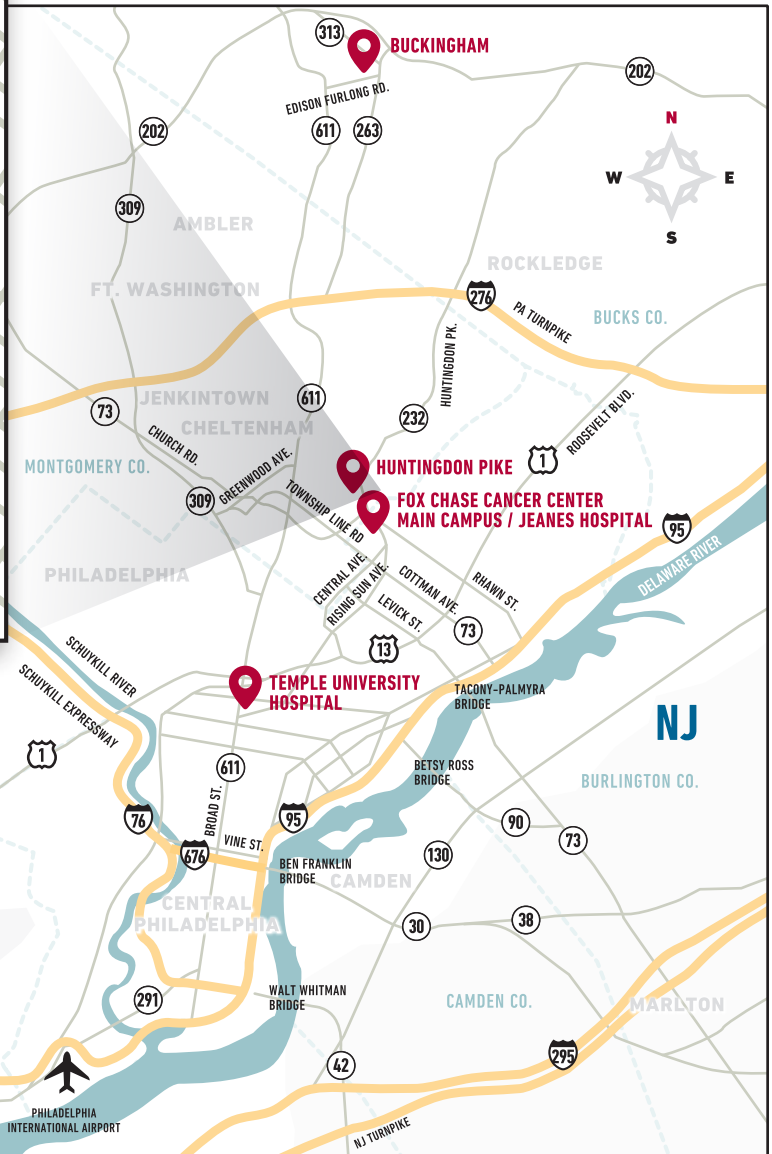 313
BUCKINGHAM
202
EDISON FURLONG RD.
202
611
263
N
W
E
S
309
AMBLER
ROCKLEDGE
FT. WASHINGTON
276
PA TURNPIKE
BUCKS CO.
HUNTINGDON PK.
JENKINTOWN
611
73
232
ROOSEVELT BLVD.
CHELTENHAM
CHURCH RD.
1
MONTGOMERY CO.
HUNTINGDON PIKE
GREENWOOD AVE.
309
TOWNSHIP LINE RD
FOX CHASE CANCER CENTER
MAIN CAMPUS / JEANES HOSPITAL
95
DELAWARE RIVER
PHILADELPHIA
CENTRAL AVE.
RISING SUN AVE.
COTTMAN AVE.
RHAWN ST.
LEVICK ST.
73
13
SCHUYKILL RIVER
SCHUYKILL EXPRESSWAY
TEMPLE UNIVERSITY
HOSPITAL
TACONY-PALMYRA
BRIDGE
NJ
1
611
BETSY ROSS
BRIDGE
BURLINGTON CO.
BROAD ST.
76
95
90
73
VINE ST.
676
130
BEN FRANKLIN
BRIDGE
CAMDEN
CENTRAL
PHILADELPHIA
30
38
291
WALT WHITMAN
BRIDGE
CAMDEN CO.
MARLTON
42
295
PHILADELPHIA
INTERNATIONAL AIRPORT
NJ TURNPIKE